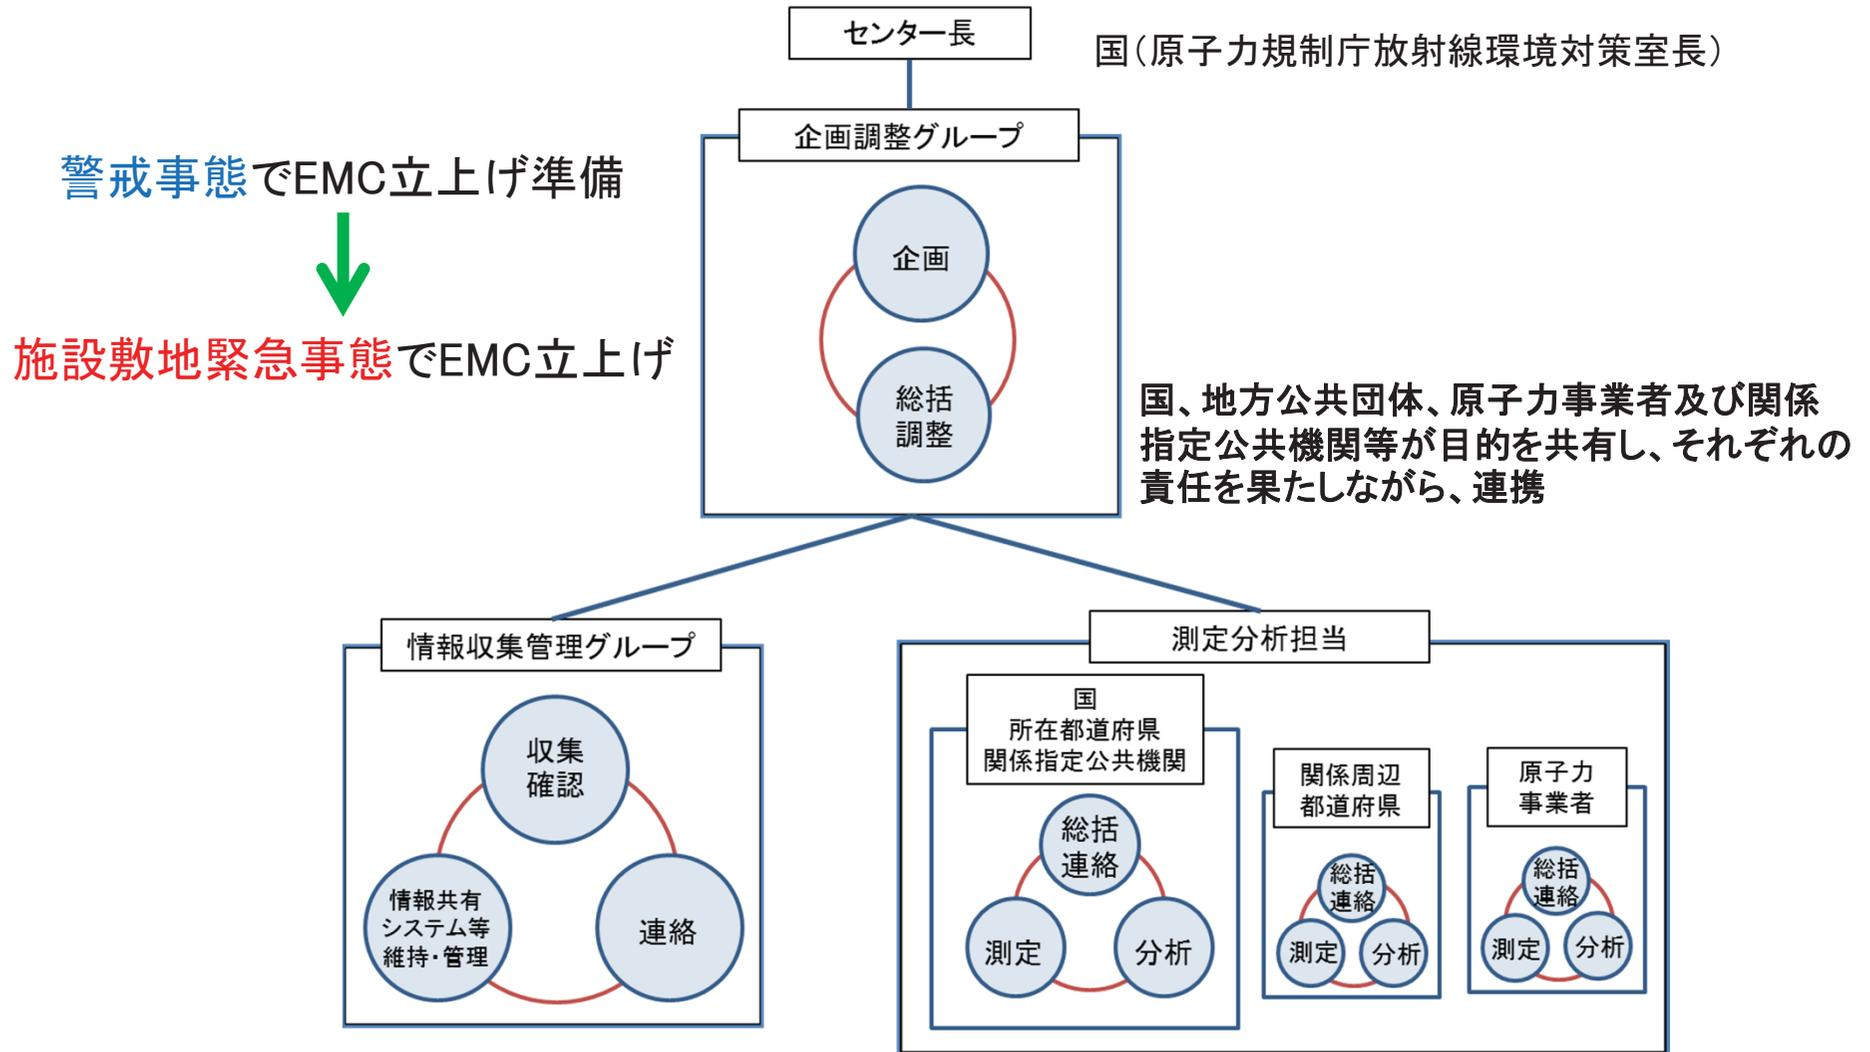 センター長
国(原子力規制庁放射線環境対策室長)
企画調整グループ
警戒事態でEMC立上げ準備
施設敷地緊急事態でEMC立上げ
企画
総括
調整
国、地方公共団体、原子力事業者及び関係
指定公共機関等が目的を共有し、それぞれの
責任を果たしながら、連携
情報収集管理グループ
収集
確認
情報共有
システム等
維持・管理
連絡
測定分析担当
国
所在都道府県
関係指定公共機関
総括
連絡
測定
分析
関係周辺
都道府県
総括
連絡
測定
分析
原子力
事業者
総括
連絡
測定
分析